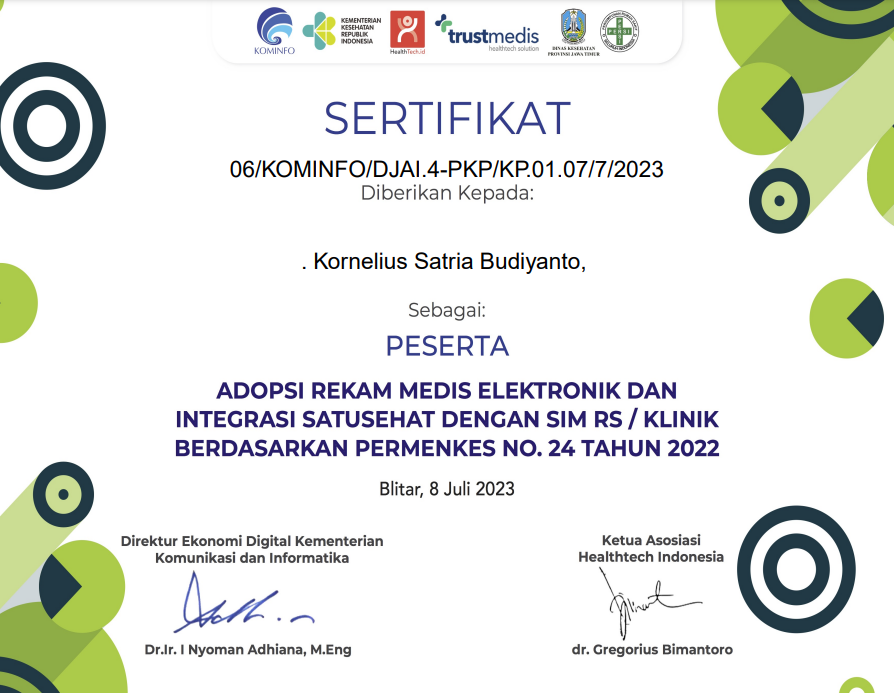 KOMINFO
KEMENTERIAN
KESEHATAN
REPUBLIK
INDONESIA
HealthTech.id
trustmedis
healthtech solution
DINAS KESEHATAN
PROVINSI JAWA TIMUR
PERSI
SERTIFIKAT
06/KOMINFO/DJAI.4-PKP/KP.01.07/7/2023
Diberikan Kepada:
. Kornelius Satria Budiyanto,
Sebagai:
PESERTA
ADOPSI REKAM MEDIS ELEKTRONIK DAN
INTEGRASI SATUSEHAT DENGAN SIM RS / KLINIK
BERDASARKAN PERMENKES NO. 24 TAHUN 2022
Blitar, 8 Juli 2023
Direktur Ekonomi Digital Kementerian
Komunikasi dan Informatika
Dr.Ir. I Nyoman Adhiana, M.Eng
Ketua Asosiasi
Healthtech Indonesia
dr. Gregorius Bimantoro